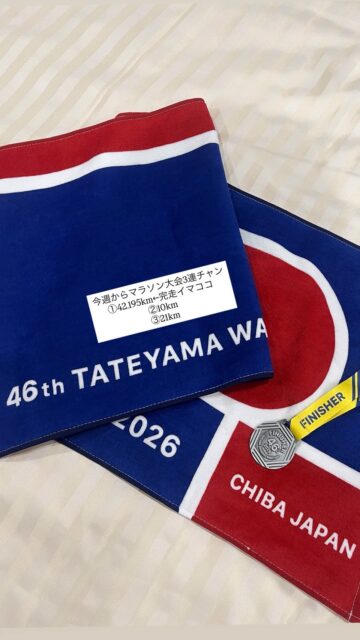 今週からマラソン大会3連チャン
①42.195km←完走イマココ
②10km
③21km
46th TATEYAMA WA
2026
FINISHER
46
CHIBA JAPAN